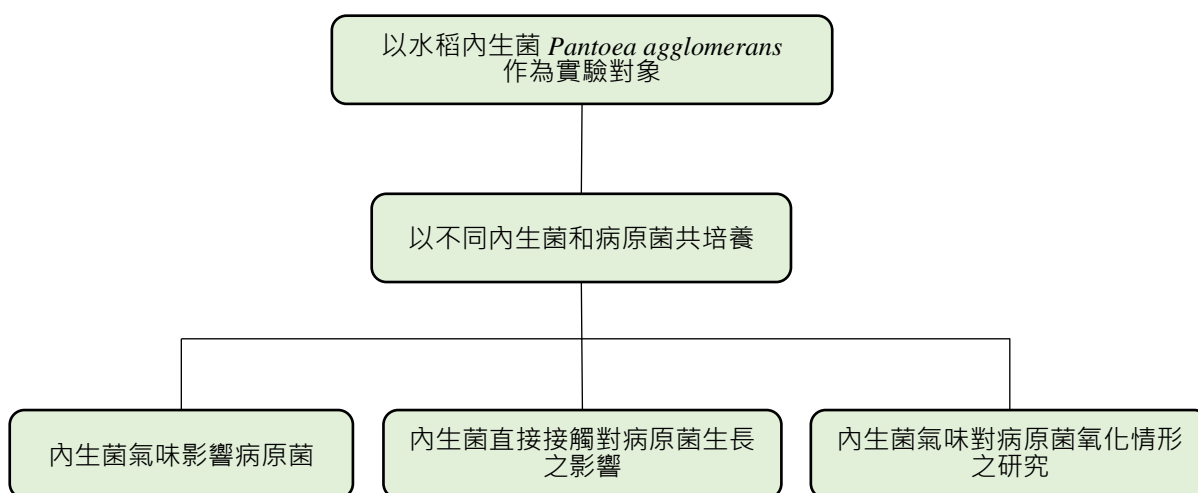 以水稻內生菌 Pantoea agglomerans
作為實驗對象
以不同內生菌和病原菌共培養
內生菌氣味影響病原菌
內生菌直接接觸對病原菌生長
之影響
內生菌氣味對病原菌氧化情形
之研究